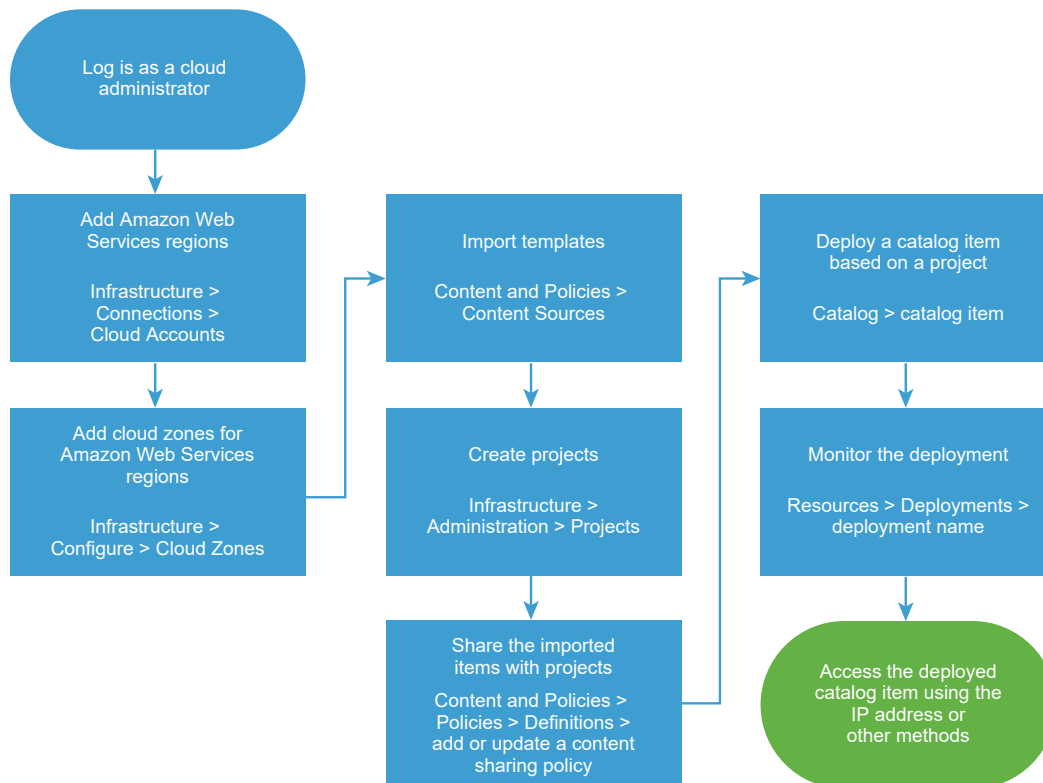 Log is as a cloud
administrator
Add Amazon Web
Services regions
Infrastructure >
Connections >
Cloud Accounts
Add cloud zones for
Amazon Web Services
regions
Infrastructure >
Configure > Cloud Zones
Import templates
Content and Policies >
Content Sources
Create projects
Infrastructure >
Administration > Projects
Share the imported
items with projects
Content and Policies >
Policies > Definitions >
add or update a content
sharing policy
Deploy a catalog item
based on a project
Catalog > catalog item
Monitor the deployment
Resources > Deployments >
deployment name
Access the deployed
catalog item using the
IP address or
other methods